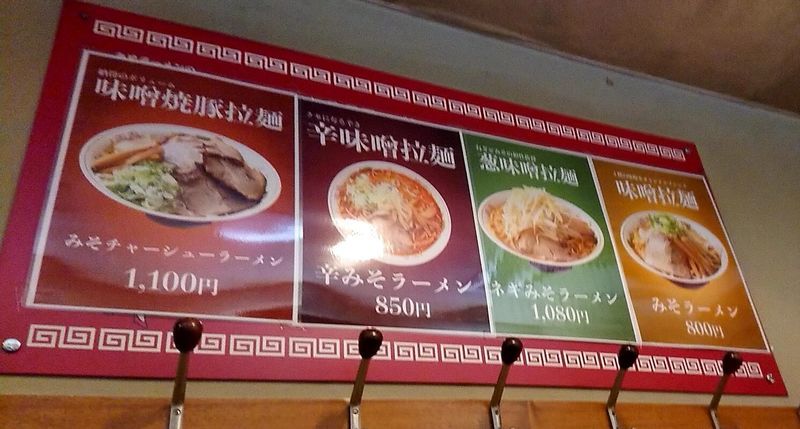 味噌焼豚拉麺
みそチャーシューラーメン
1,100円
辛味噌拉麺
辛みそラーメン
850円
葱味噌拉麺
ネギみそラーメン
1,080円
味噌拉麺
みそラーメン
800円